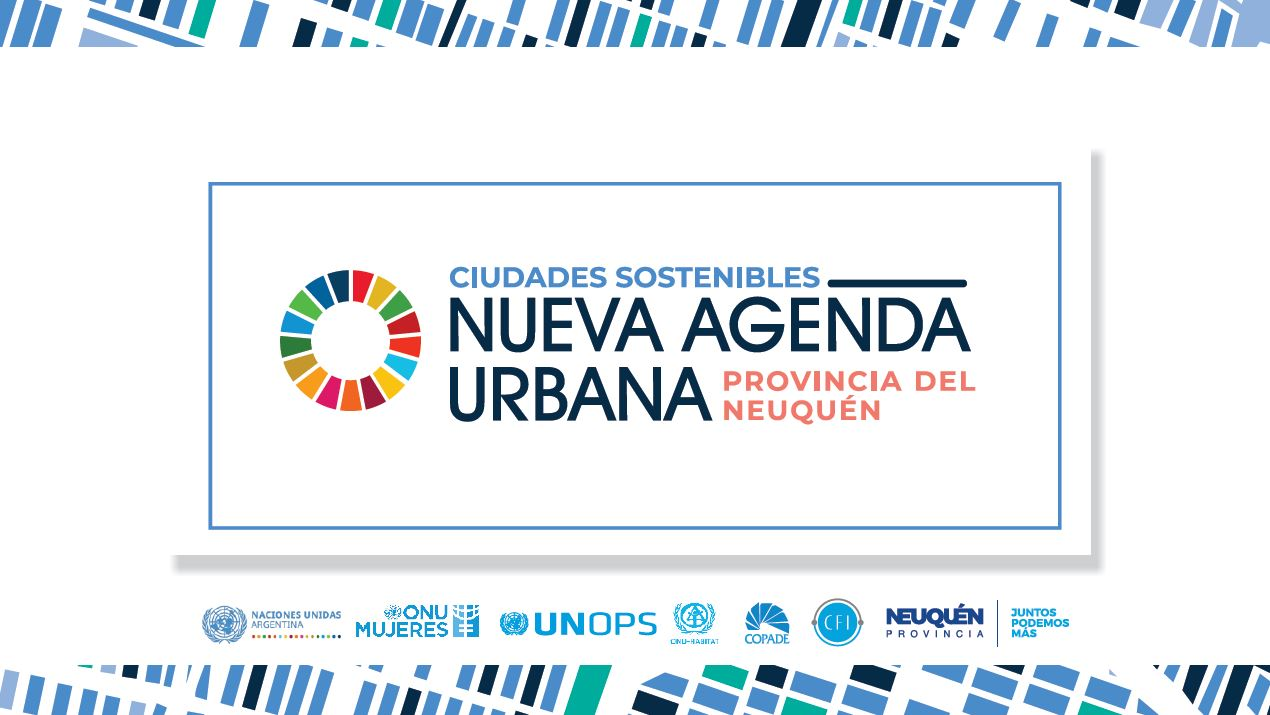 CIUDADES SOSTENIBLES
NUEVA AGENDA
URBANA
PROVINCIA DEL
NEUQUÉN
NACIONES UNIDAS
ARGENTINA
ONU
MUJERES
UNOPS
ONU-HABITAT
COPADE
CFI
NEUQUÉN
PROVINCIA
JUNTOS
PODEMOS
MÁS